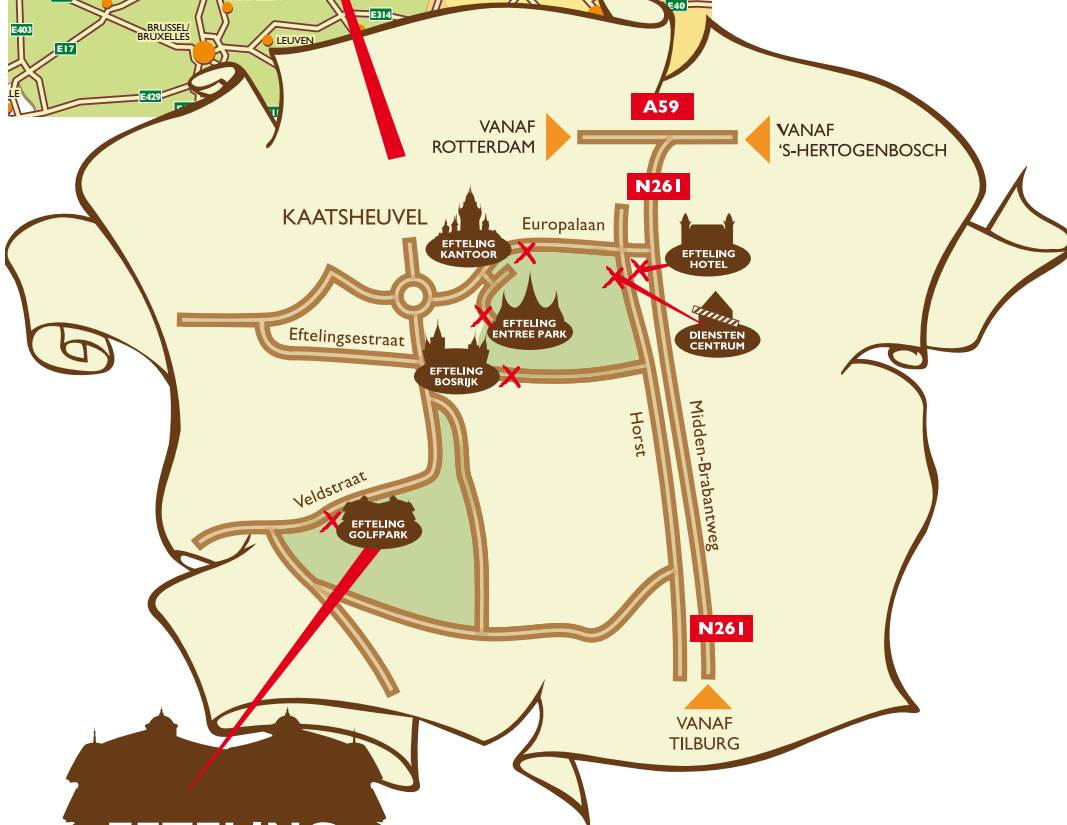 E403
E17
BRUSSEL/
BRUXELLES
LEUVEN
E314
E40
E429
A59
VANAF
ROTTERDAM
VANAF
'S-HERTOGENBOSCH
N261
KAATSHEUVEL
Europalaan
EFTELING
KANTOOR
EFTELING
HOTEL
EFTELING
ENTREE PARK
DIENSTEN
CENTRUM
Eftelingsestraat
EFTELING
BOSRIJK
Horst
Midden-Brabantweg
Veldstraat
EFTELING
GOLFPARK
N261
VANAF
TILBURG
EFTELING